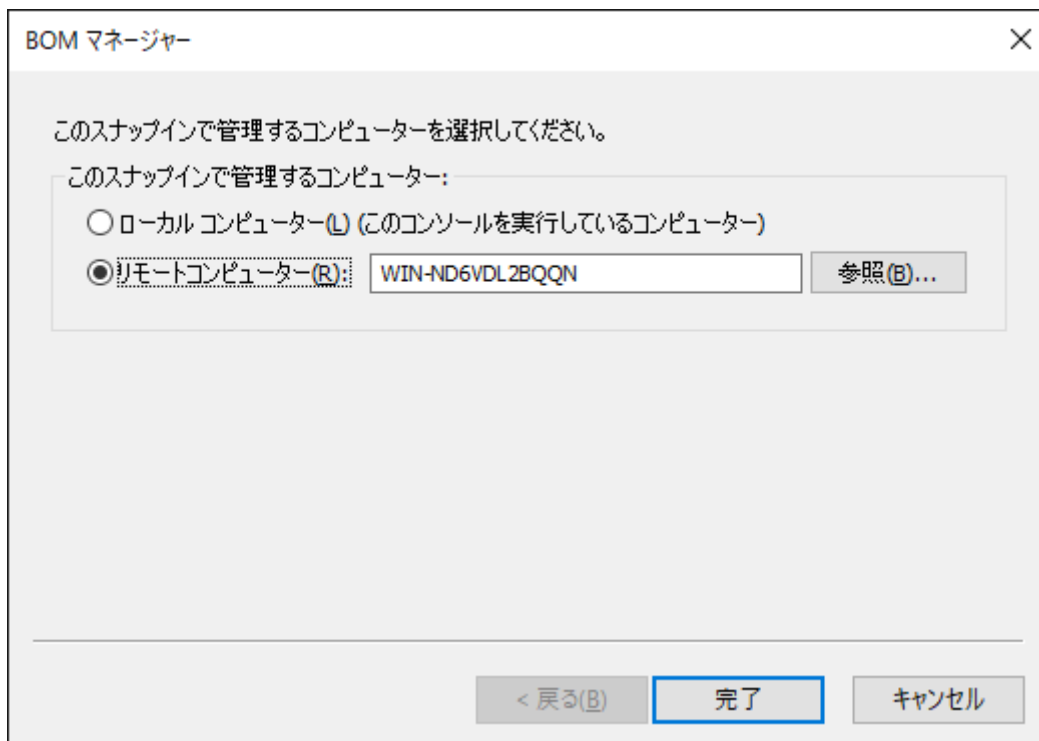 BOM マネージャー
このスナップインで管理するコンピューターを選択してください。
このスナップインで管理するコンピューター:
ローカル コンピューター(L) (このコンソールを実行しているコンピューター)
リモートコンピューター(R): WIN-ND6VDL2BQQN 参照(B)...
< 戻る(B) 完了 キャンセル